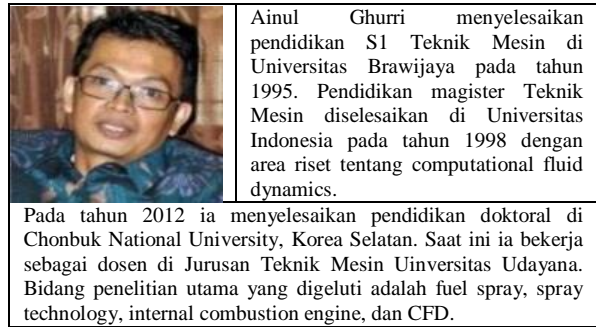 Ainul Ghurri menyelesaikan
pendidikan S1 Teknik Mesin di
Universitas Brawijaya pada tahun
1995. Pendidikan magister Teknik
Mesin diselesaikan di Universitas
Indonesia pada tahun 1998 dengan
area riset tentang computational fluid
dynamics.
Pada tahun 2012 ia menyelesaikan pendidikan doktoral di
Chonbuk National University, Korea Selatan. Saat ini ia bekerja
sebagai dosen di Jurusan Teknik Mesin Uinversitas Udayana.
Bidang penelitian utama yang digeluti adalah fuel spray, spray
technology, internal combustion engine, dan CFD.